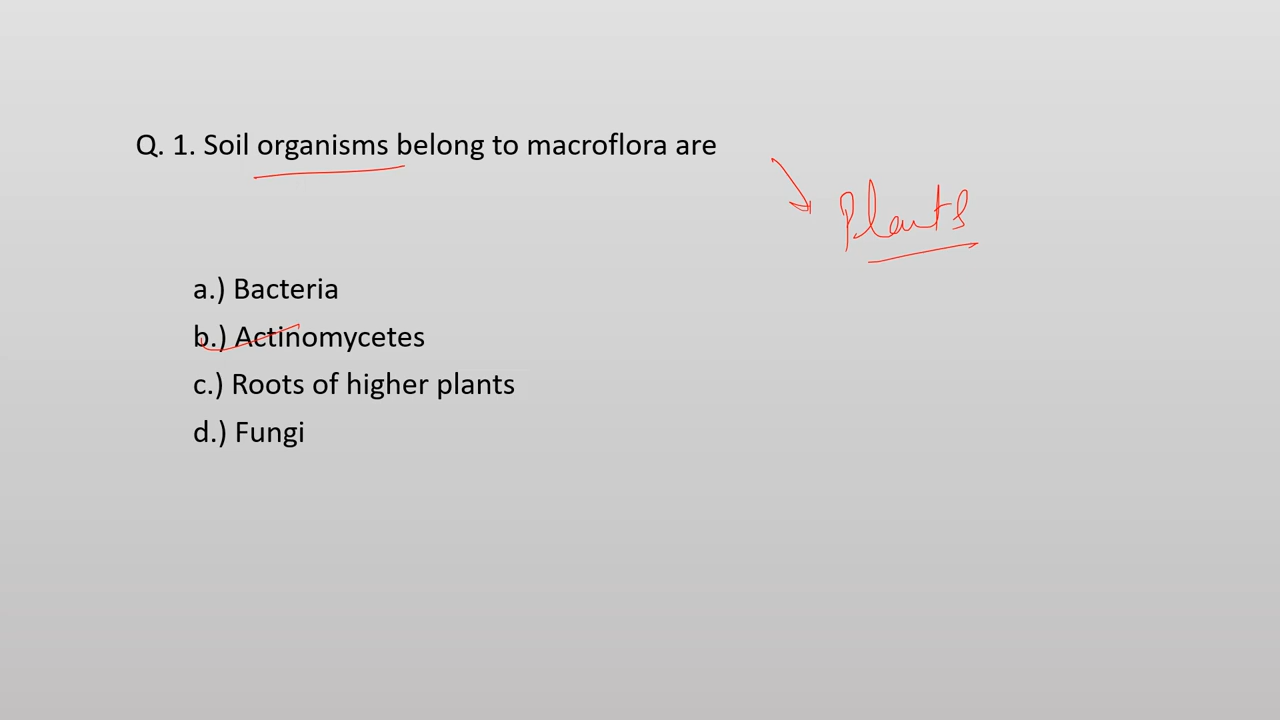 Q. 1. Soil organisms belong to macroflora are
Plants
a.) Bacteria
b.) Actinomycetes
c.) Roots of higher plants
d.) Fungi